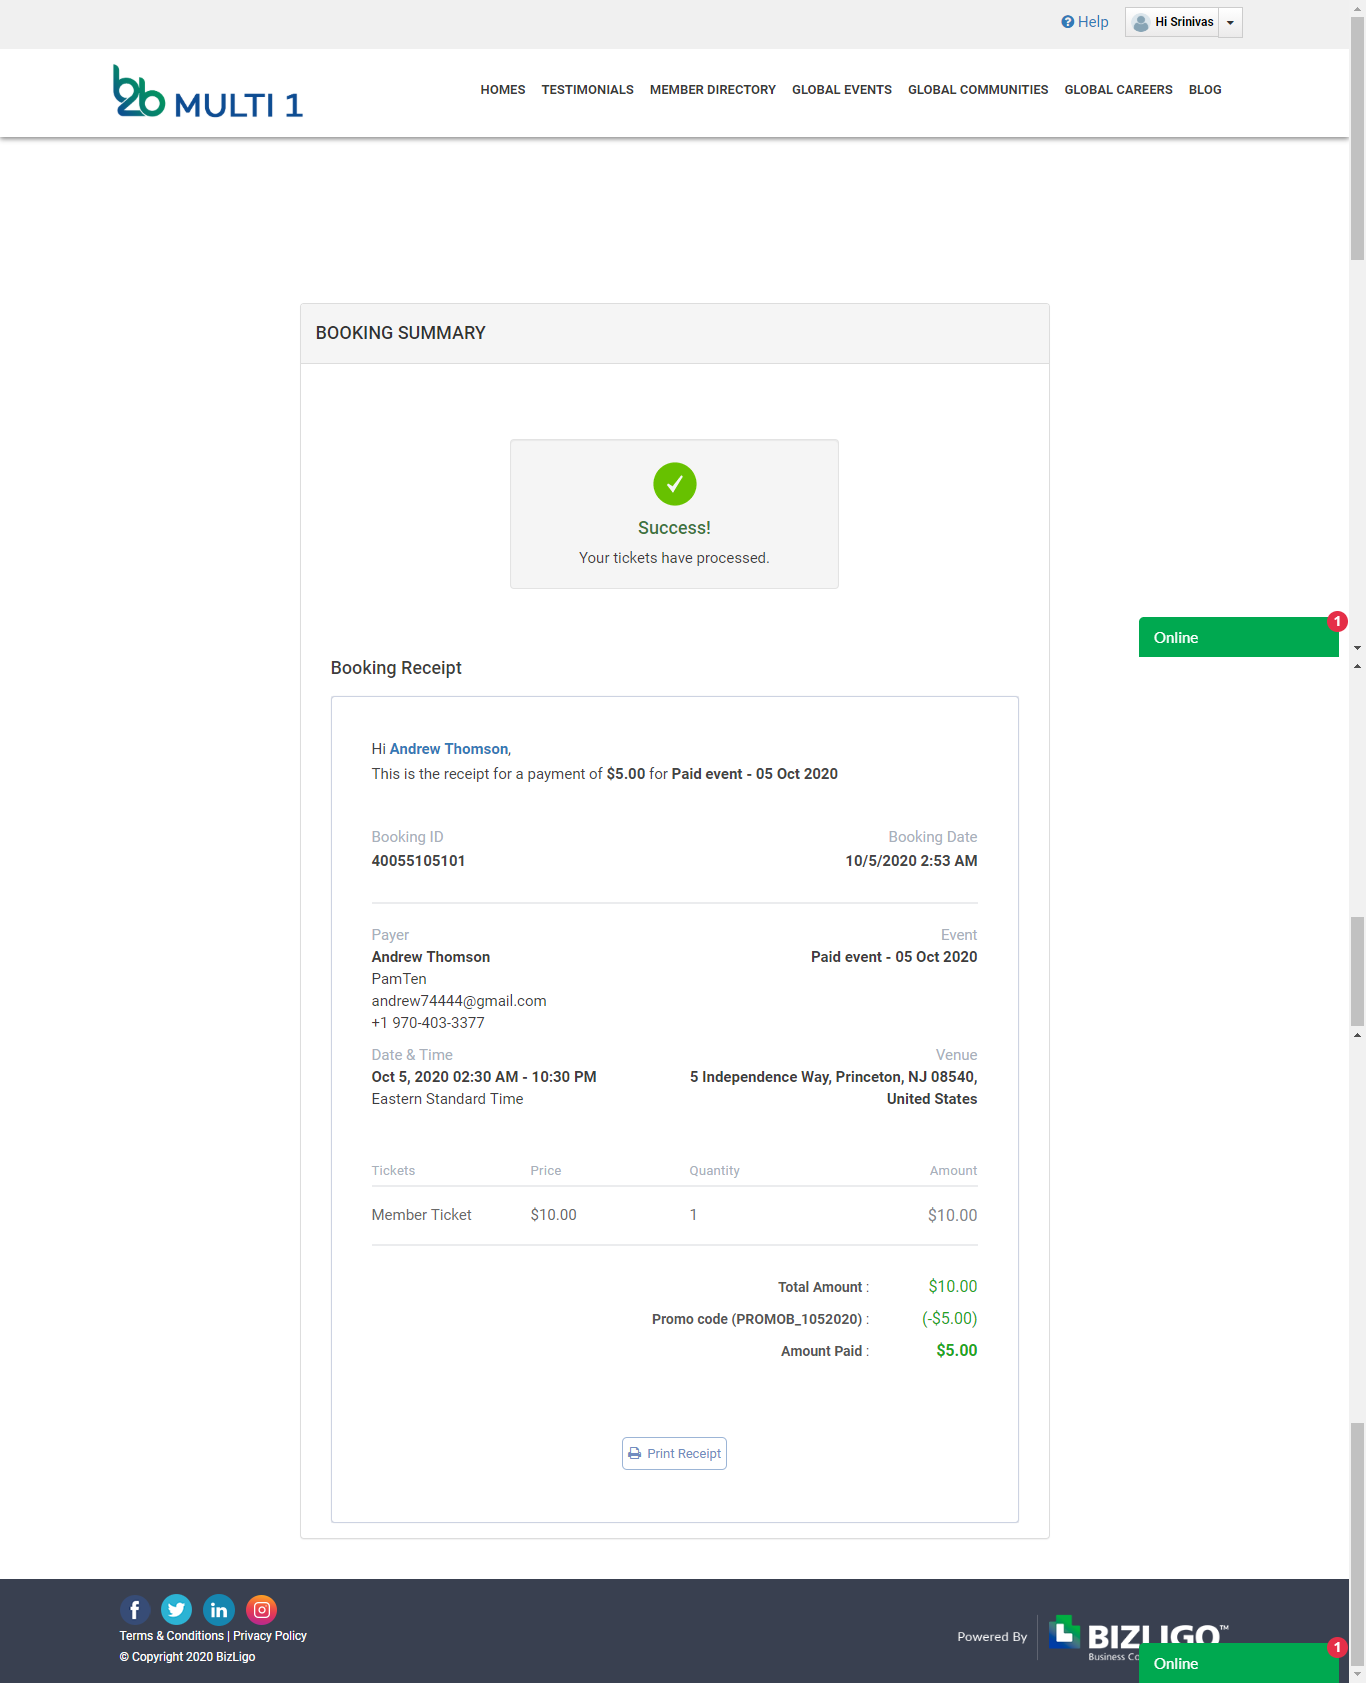 Help
Hi Srinivas
b2b MULTI 1
HOMES TESTIMONIALS MEMBER DIRECTORY GLOBAL EVENTS GLOBAL COMMUNITIES GLOBAL CAREERS BLOG
BOOKING SUMMARY
Success!
Your tickets have processed.
1
Online
Booking Receipt
Hi Andrew Thomson,
This is the receipt for a payment of $5.00 for Paid event - 05 Oct 2020
Booking ID Booking Date
40055105101 10/5/2020 2:53 AM
Payer Event
Andrew Thomson Paid event - 05 Oct 2020
PamTen
andrew74444@gmail.com
+1 970-403-3377
Date & Time Venue
Oct 5, 2020 02:30 AM - 10:30 PM 5 Independence Way, Princeton, NJ 08540,
Eastern Standard Time United States
Tickets Price Quantity Amount
Member Ticket $10.00 1 $10.00
Total Amount : $10.00
Promo code (PROMOB_1052020) : (-$5.00)
Amount Paid : $5.00
Print Receipt
Terms & Conditions | Privacy Policy
© Copyright 2020 BizLigo
Powered By BIZLIGO™
Business Co
1
Online